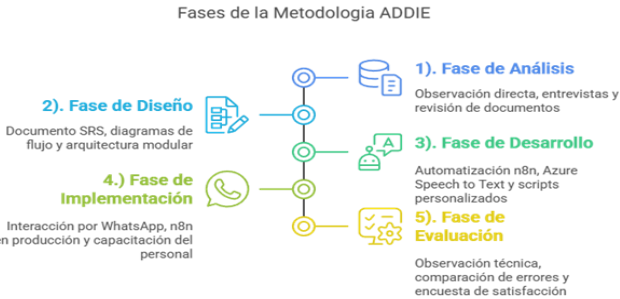 Fases de la Metodologia ADDIE
1). Fase de Análisis
Observación directa, entrevistas y
revisión de documentos
2). Fase de Diseño
Documento SRS, diagramas de
flujo y arquitectura modular
3). Fase de Desarrollo
Automatización n8n, Azure
Speech to Text y scripts
personalizados
4.) Fase de
Implementación
Interacción por WhatsApp, n8n
en producción y capacitación del
personal
5). Fase de
Evaluación
Observación técnica,
comparación de errores y
encuesta de satisfacción